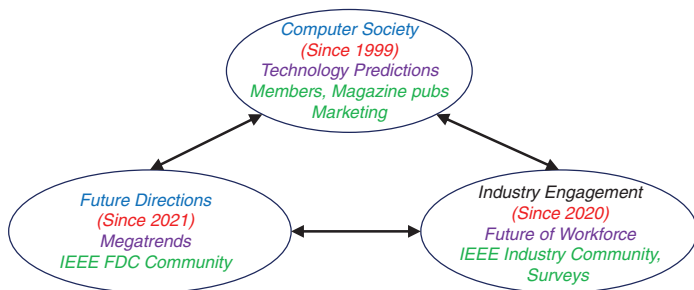 Computer Society
(Since 1999)
Technology Predictions
Members, Magazine pubs
Marketing
Future Directions
(Since 2021)
Megatrends
IEEE FDC Community
Industry Engagement
(Since 2020)
Future of Workforce
IEEE Industry Community,
Surveys